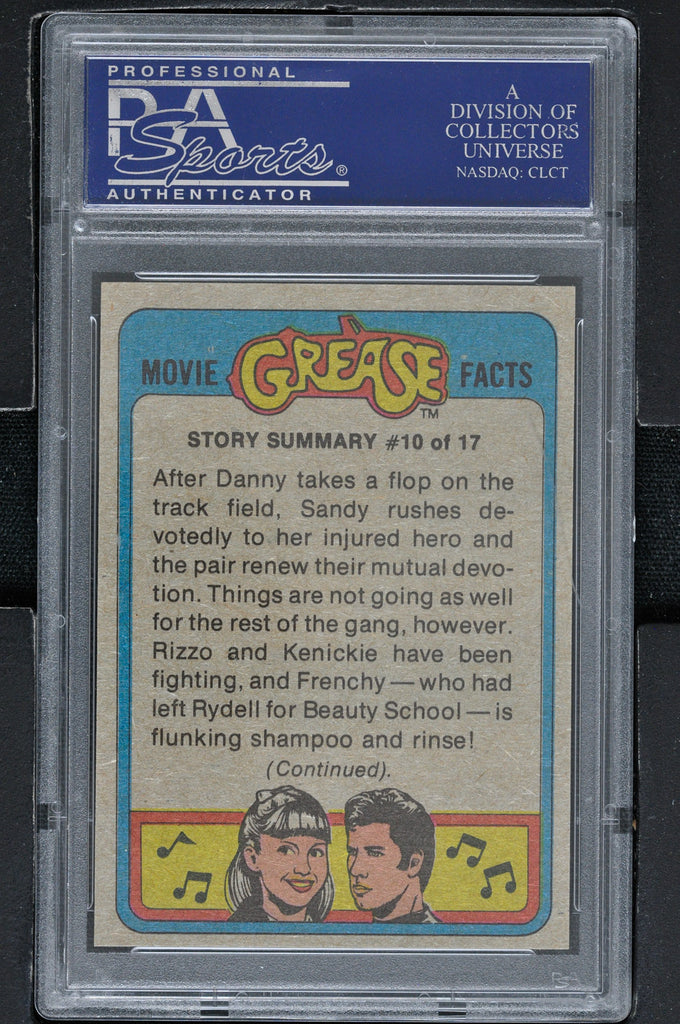 PROFESSIONAL
PSA
Sports®
AUTHENTICATOR
A
DIVISION OF
COLLECTORS
UNIVERSE
NASDAQ: CLCT
MOVIE GREASE FACTS
TM
STORY SUMMARY #10 of 17
After Danny takes a flop on the
track field, Sandy rushes de-
votedly to her injured hero and
the pair renew their mutual devo-
tion. Things are not going as well
for the rest of the gang, however.
Rizzo and Kenickie have been
fighting, and Frenchy — who had
left Rydell for Beauty School — is
flunking shampoo and rinse!
(Continued).
PSA